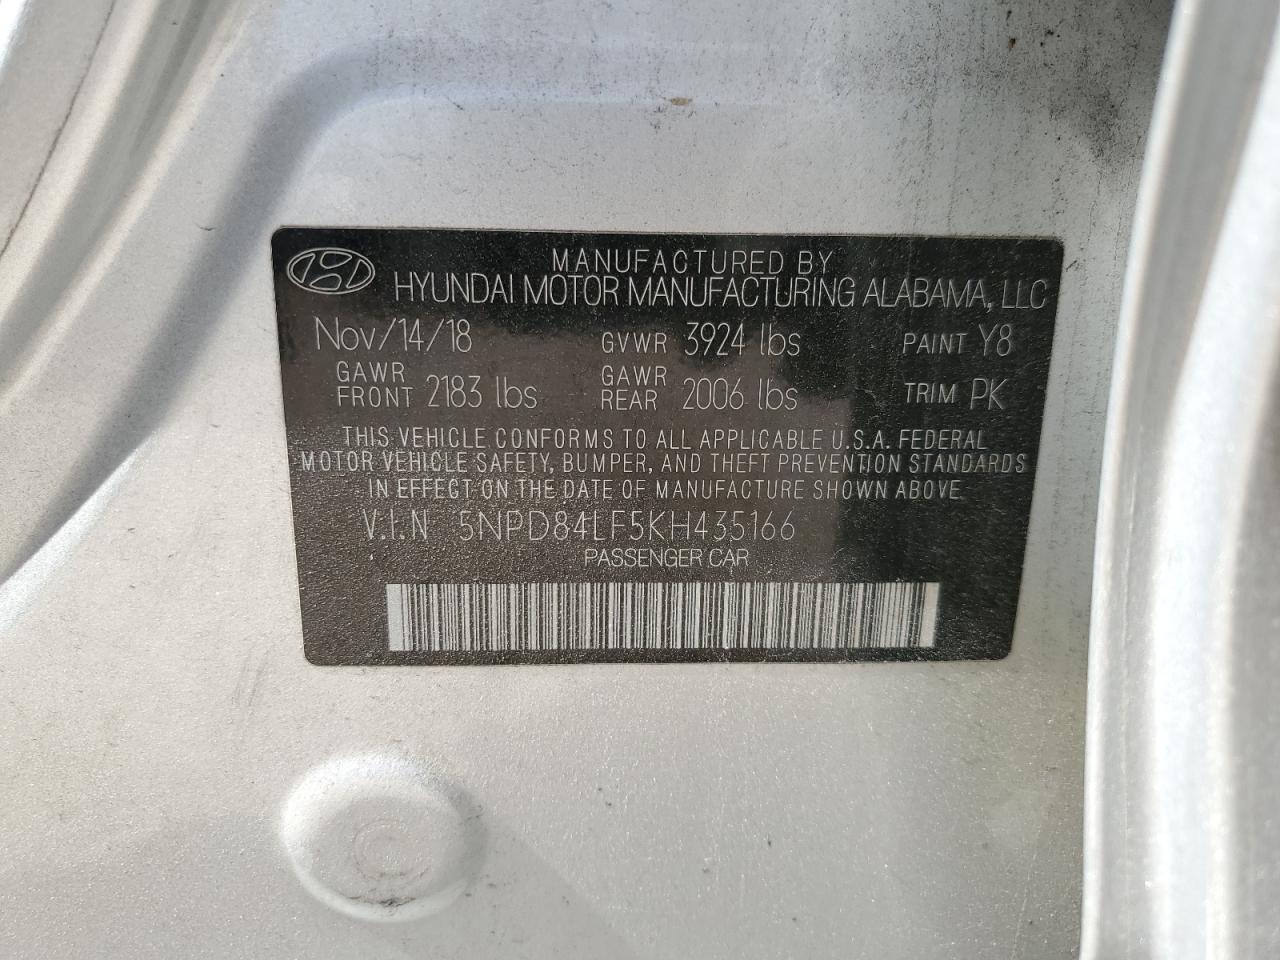 MANUFACTURED BY
HYUNDAI MOTOR MANUFACTURING ALABAMA, LLC
Nov/14/18 GVWR 3924 lbs PAINT Y8
GAWR FRONT 2183 lbs GAWR REAR 2006 lbs TRIM PK
THIS VEHICLE CONFORMS TO ALL APPLICABLE U.S.A. FEDERAL
MOTOR VEHICLE SAFETY, BUMPER, AND THEFT PREVENTION STANDARDS
IN EFFECT ON THE DATE OF MANUFACTURE SHOWN ABOVE
V.I.N 5NPD84LF5KH435166
PASSENGER CAR